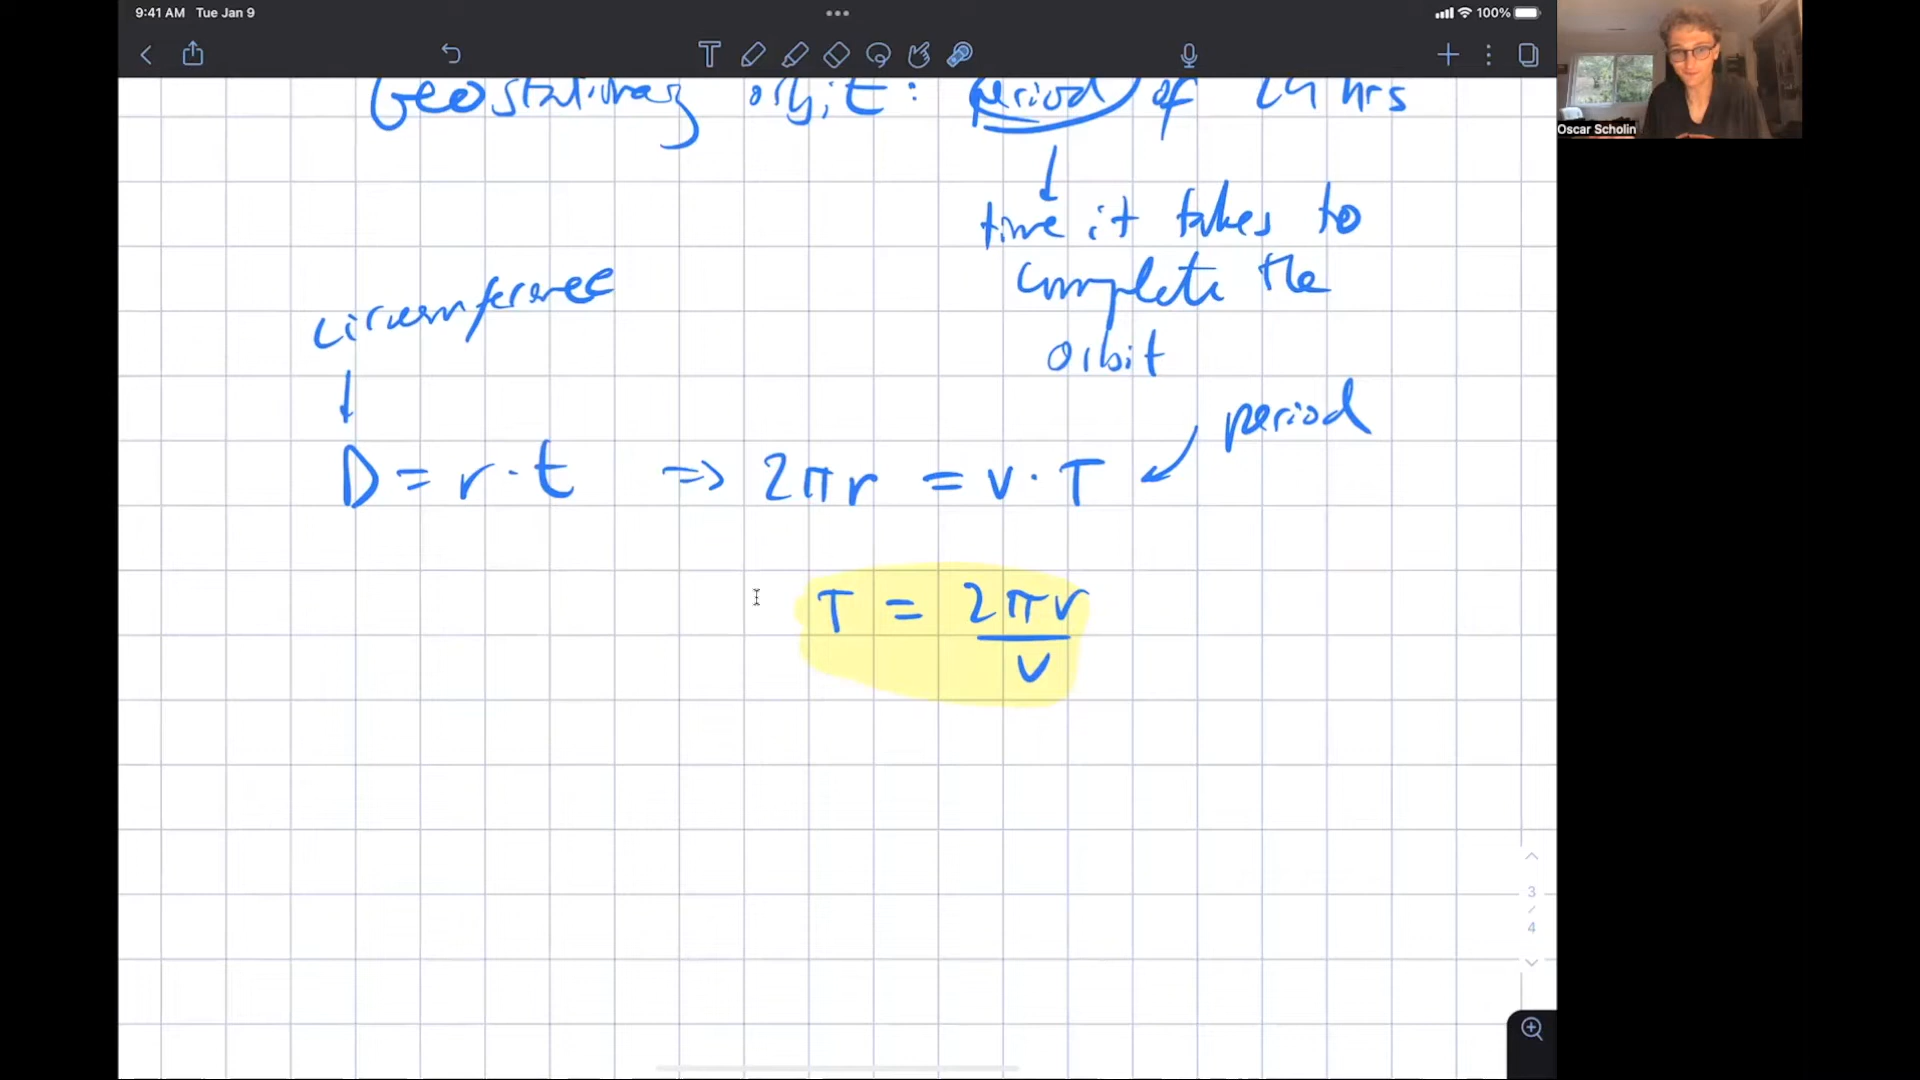 9:41 AM Tue Jan 9
100%
Geostationary orbit: period of 24 hrs
time it takes to
complete the
orbit
circumference
period
D = r · t => 2πr = v · T
T = 2πr
v
3
4
Oscar Scholin